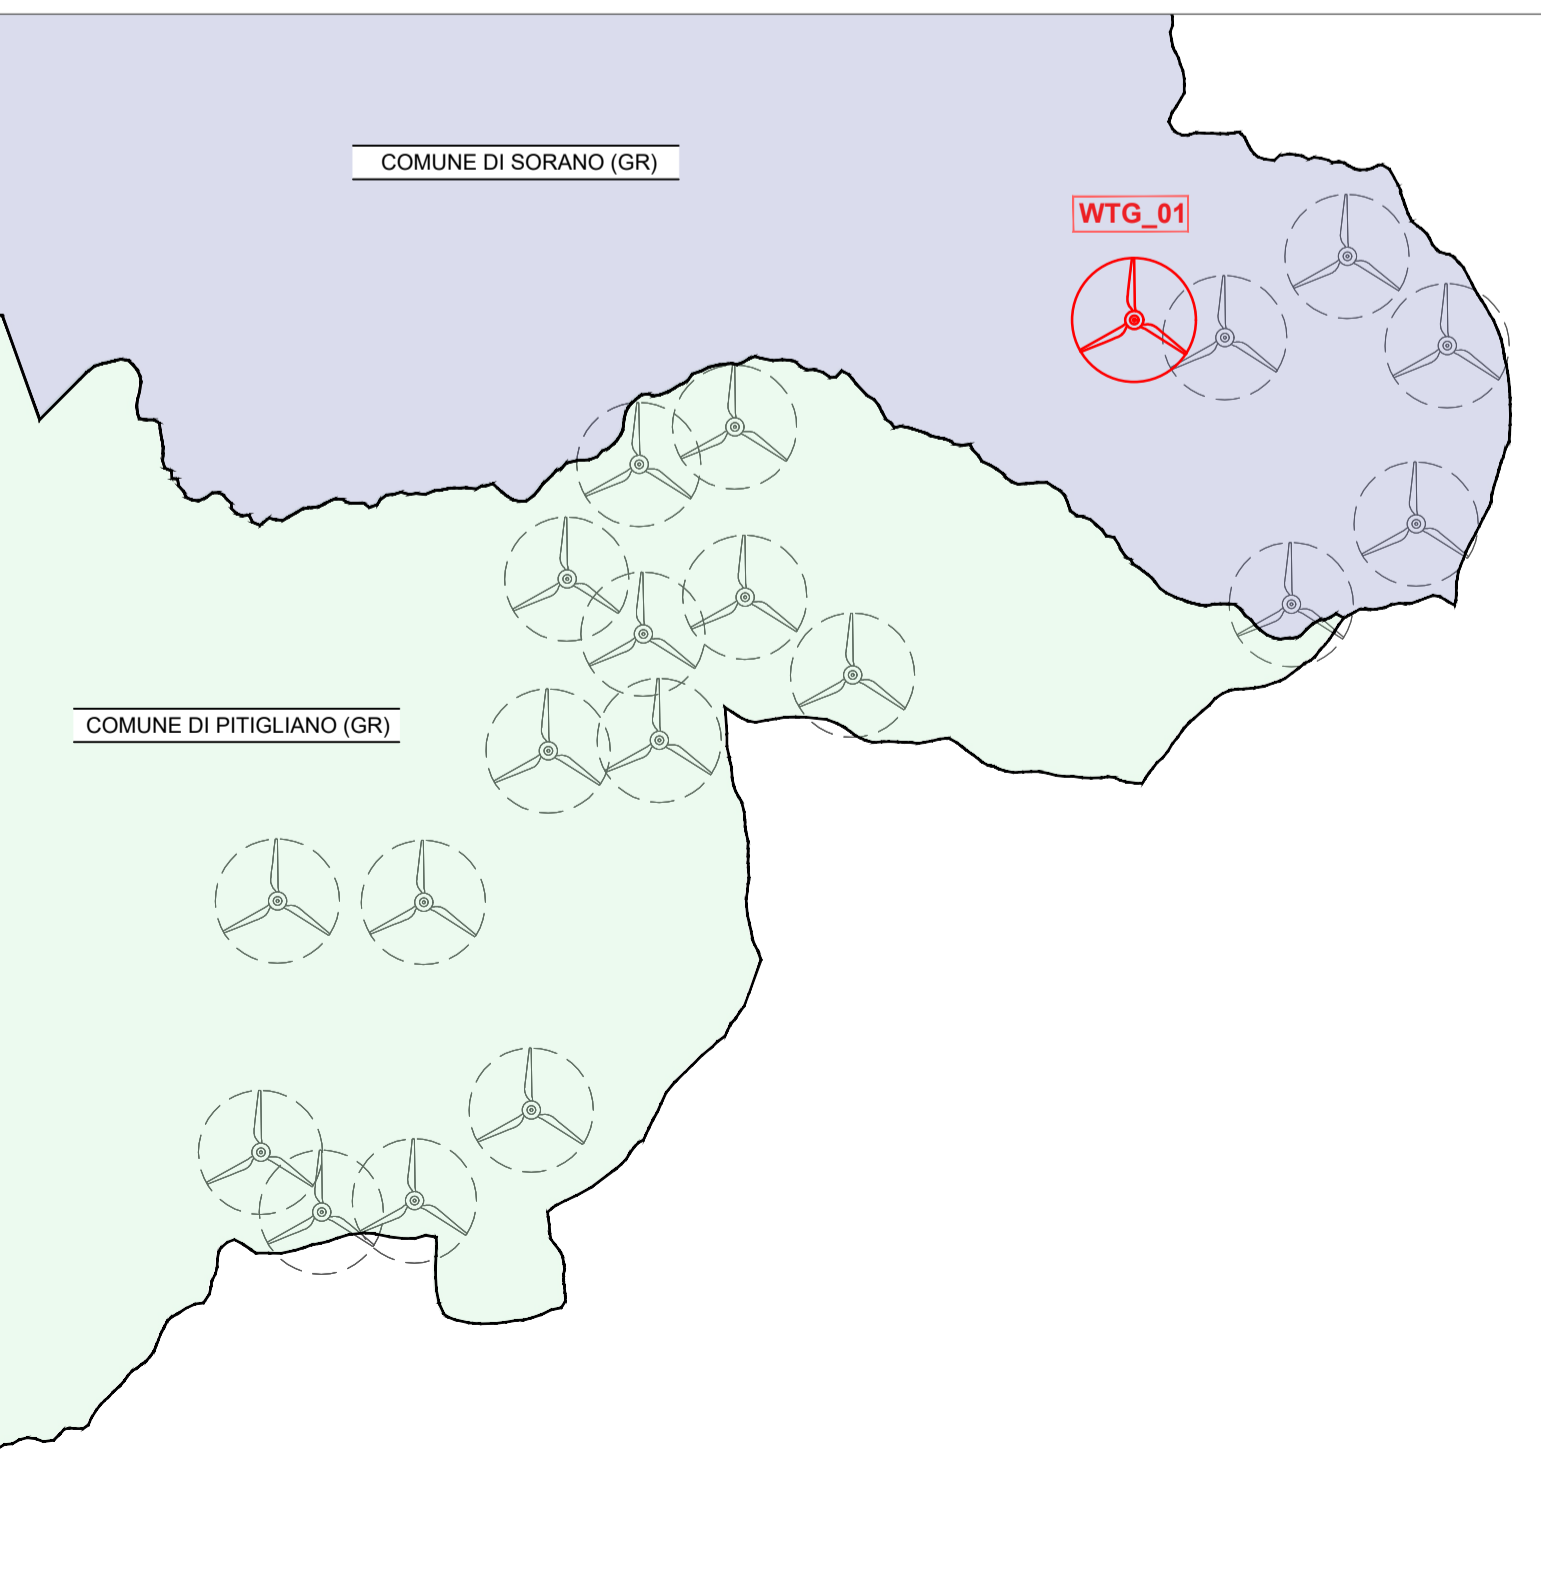 COMUNE DI SORANO (GR)
WTG_01
COMUNE DI PITIGLIANO (GR)